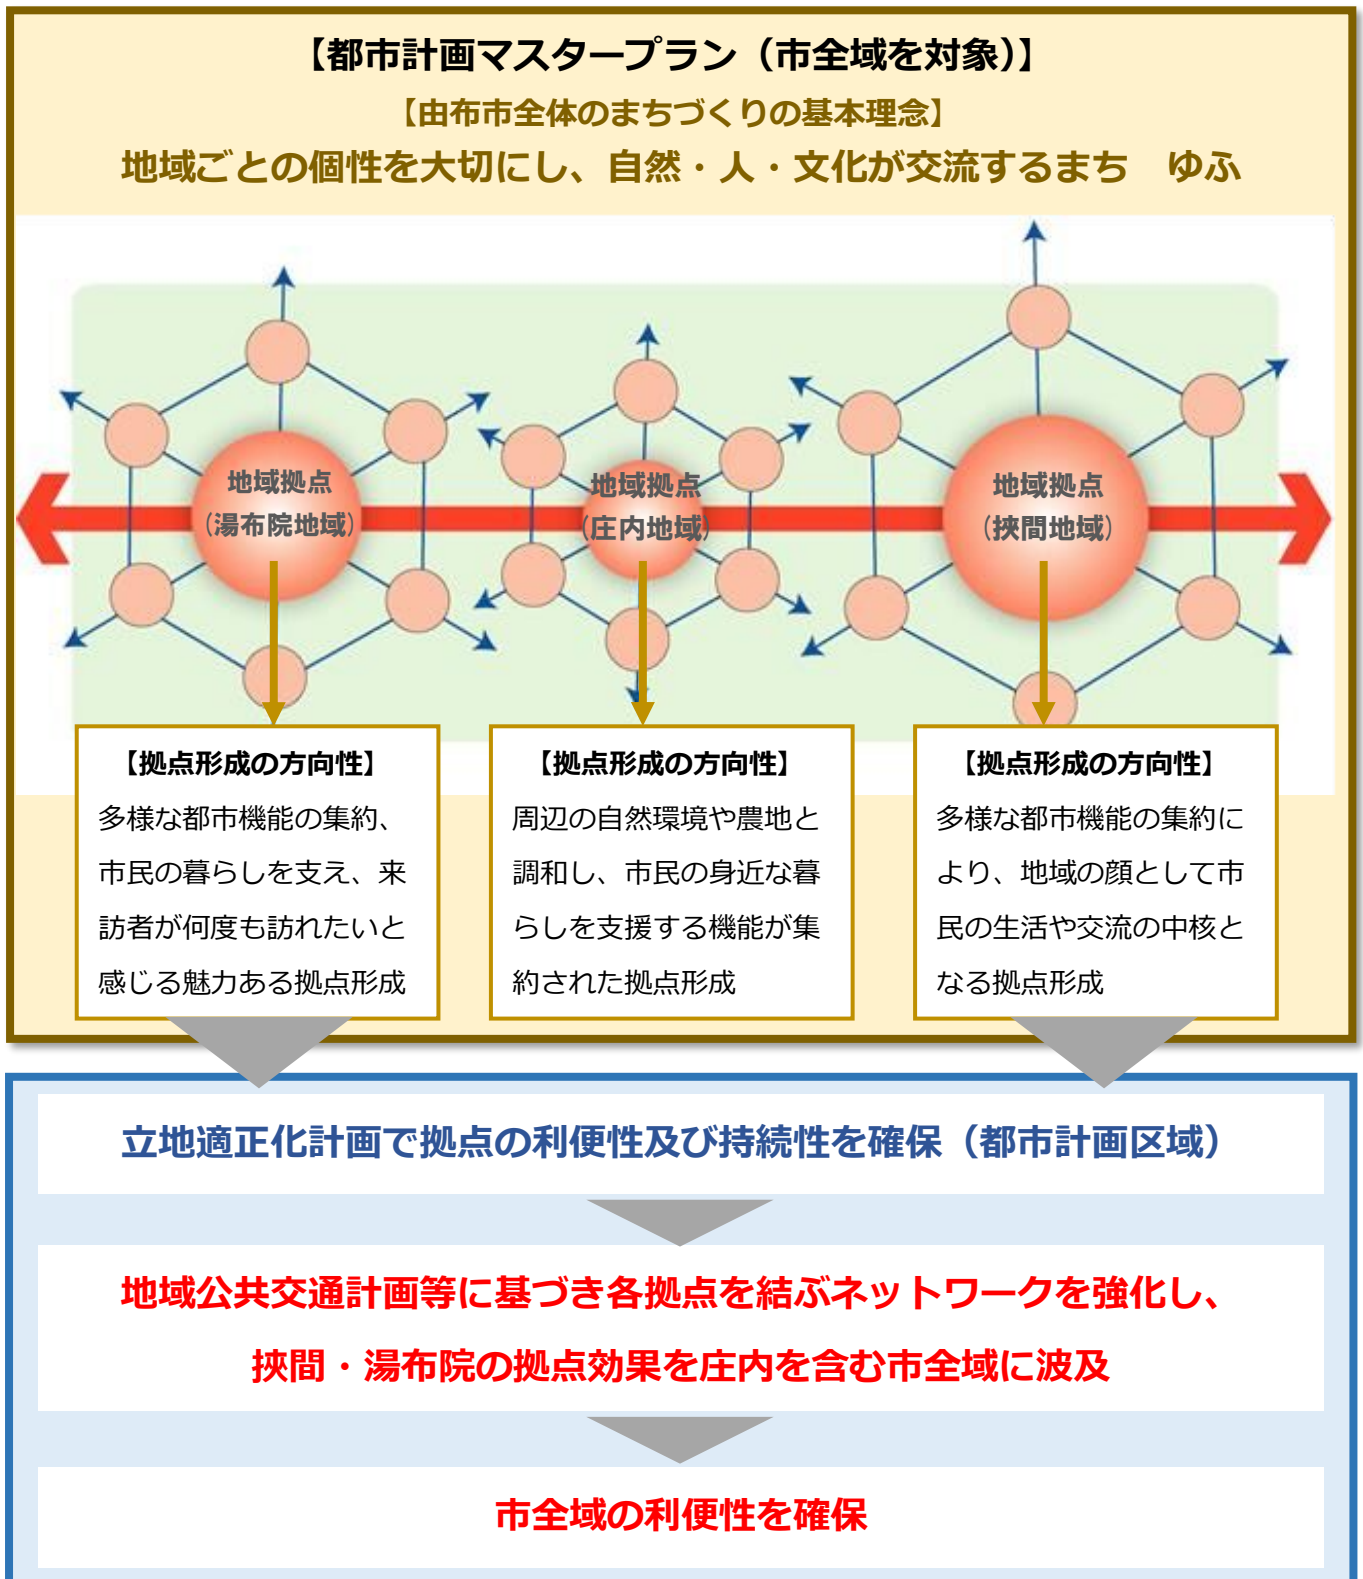 【都市計画マスタープラン（市全域を対象）】
【由布市全体のまちづくりの基本理念】
地域ごとの個性を大切にし、自然・人・文化が交流するまち　ゆふ
地域拠点
（湯布院地域）
地域拠点
（庄内地域）
地域拠点
（挾間地域）
【拠点形成の方向性】
多様な都市機能の集約、
市民の暮らしを支え、来
訪者が何度も訪れたいと
感じる魅力ある拠点形成
【拠点形成の方向性】
周辺の自然環境や農地と
調和し、市民の身近な暮
らしを支援する機能が集
約された拠点形成
【拠点形成の方向性】
多様な都市機能の集約に
より、地域の顔として市
民の生活や交流の中核と
なる拠点形成
立地適正化計画で拠点の利便性及び持続性を確保（都市計画区域）
地域公共交通計画等に基づき各拠点を結ぶネットワークを強化し、
挾間・湯布院の拠点効果を庄内を含む市全域に波及
市全域の利便性を確保